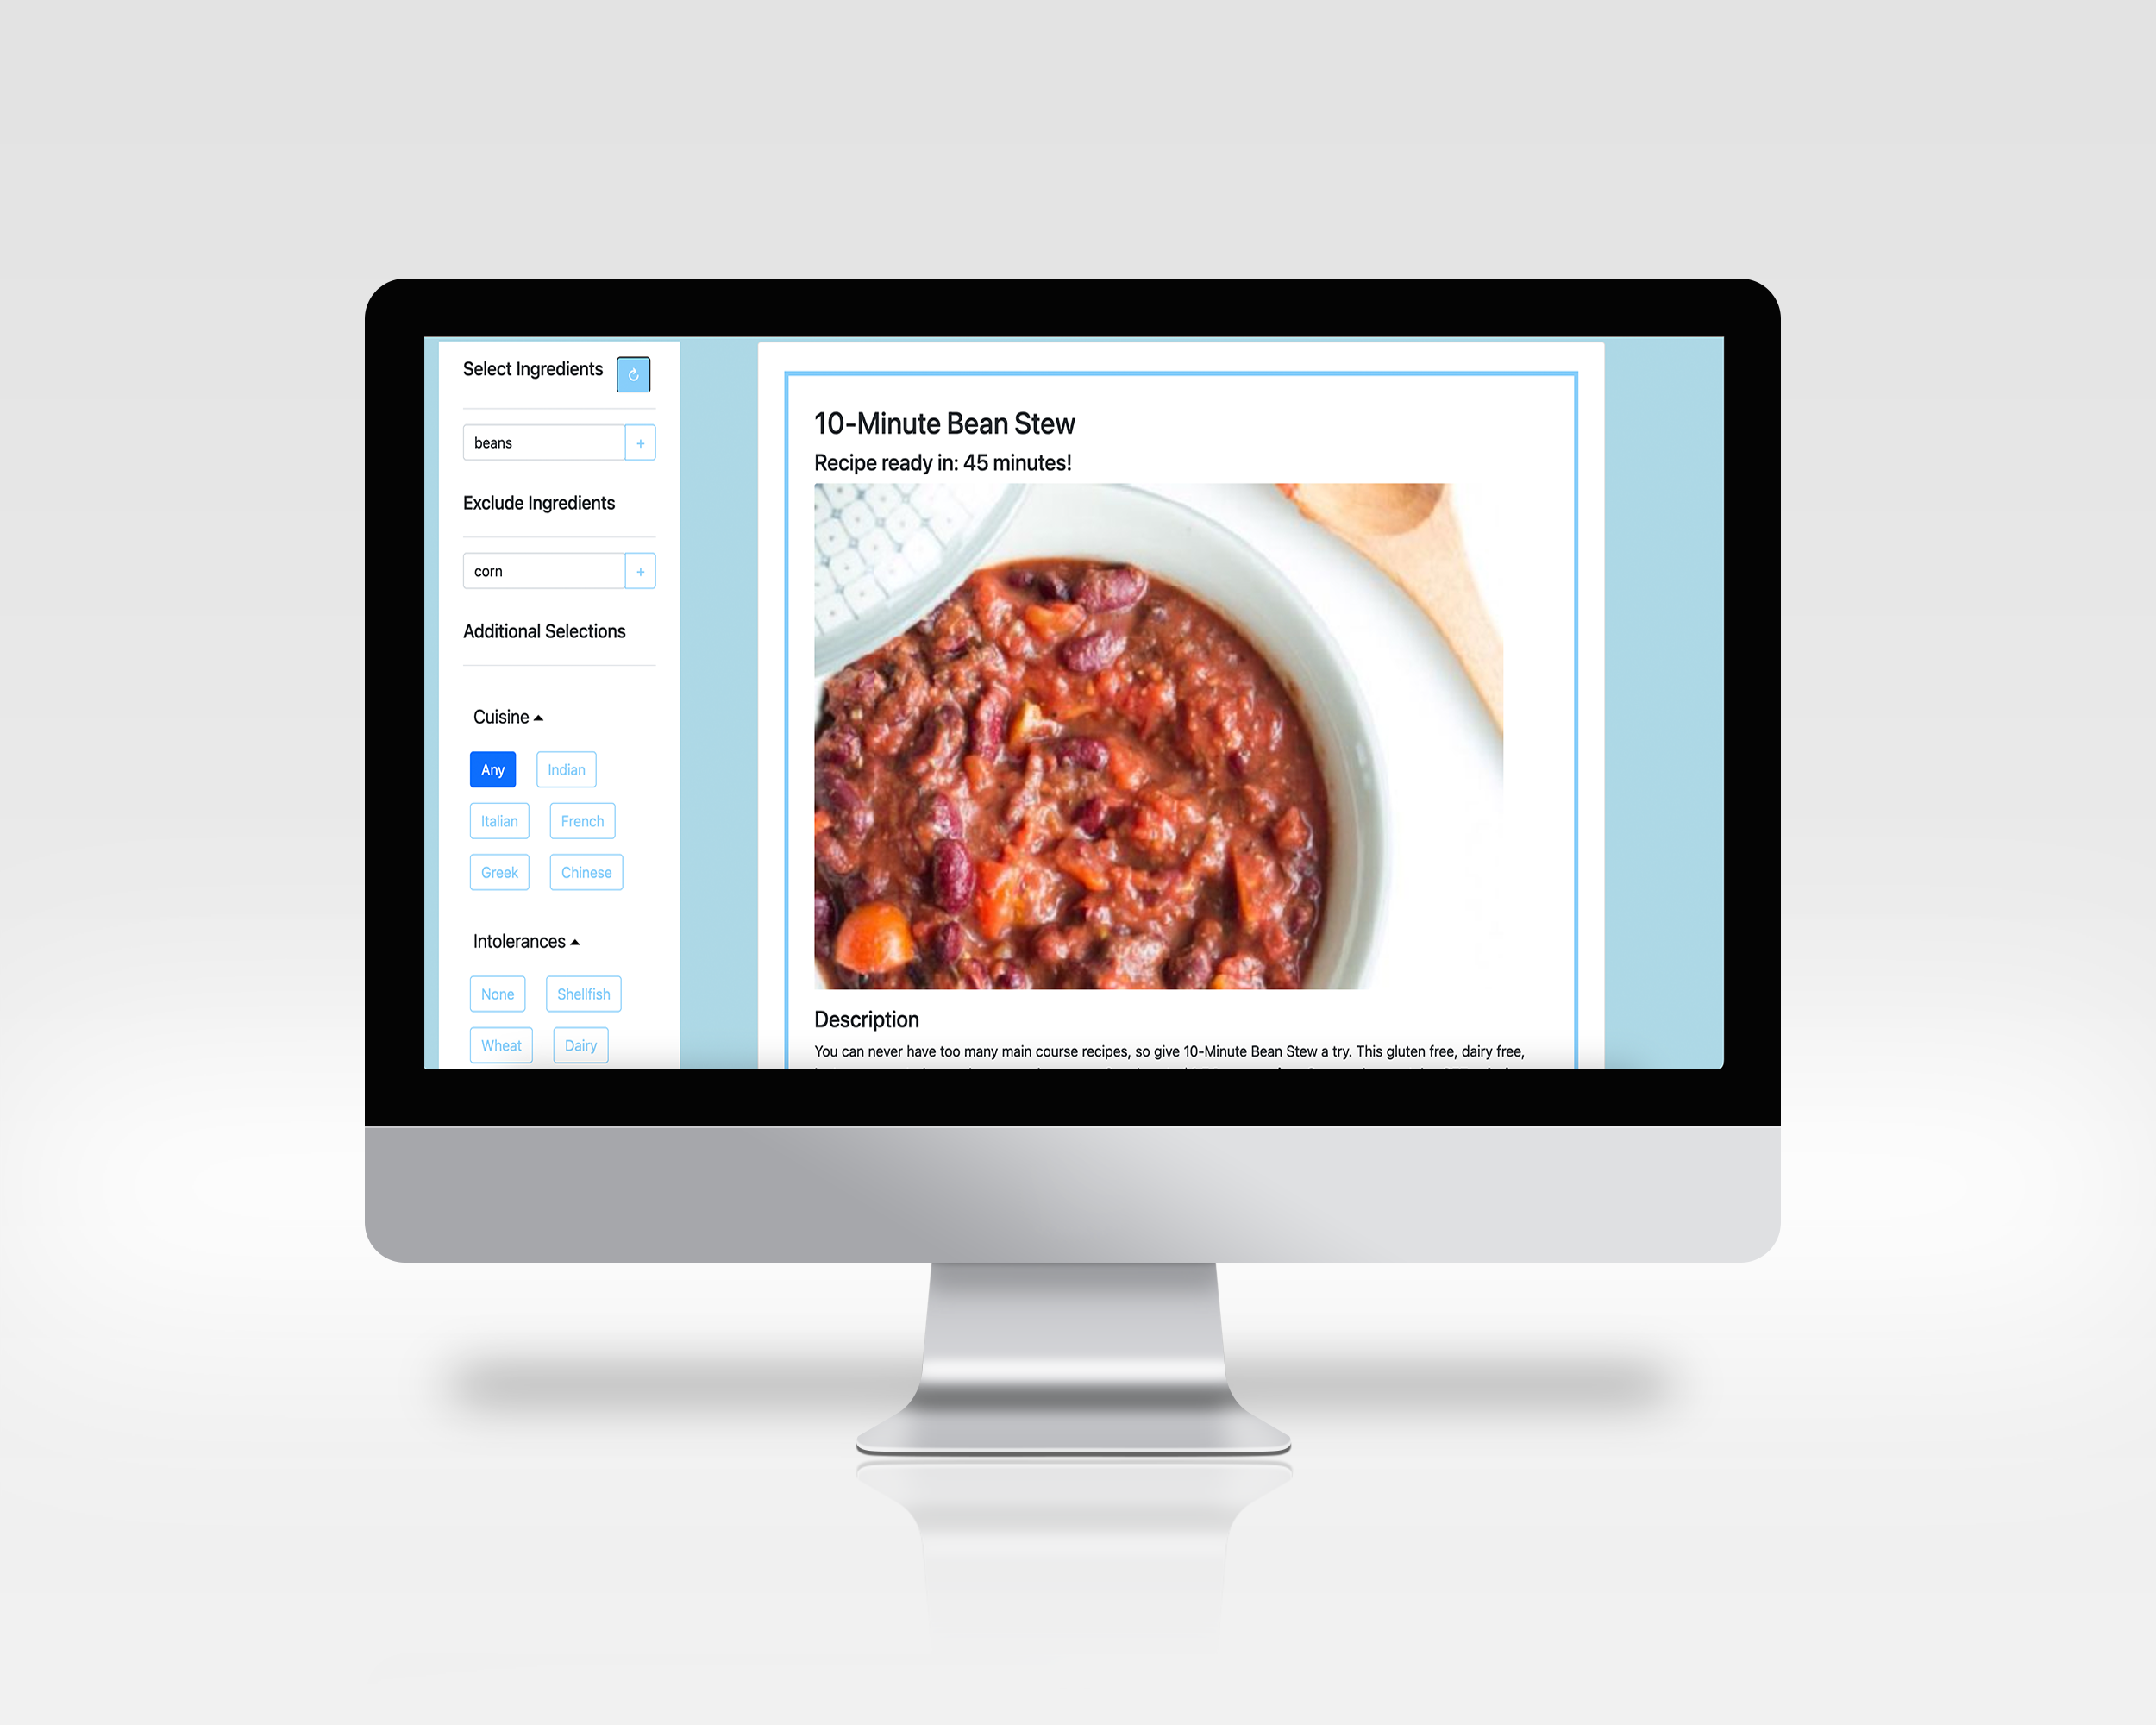 Select Ingredients
beans
+
Exclude Ingredients
corn
+
Additional Selections
Cuisine
Any
Indian
Italian
French
Greek
Chinese
Intolerances
None
Shellfish
Wheat
Dairy
10-Minute Bean Stew
Recipe ready in: 45 minutes!
Description
You can never have too many main course recipes, so give 10-Minute Bean Stew a try. This gluten free, dairy free,